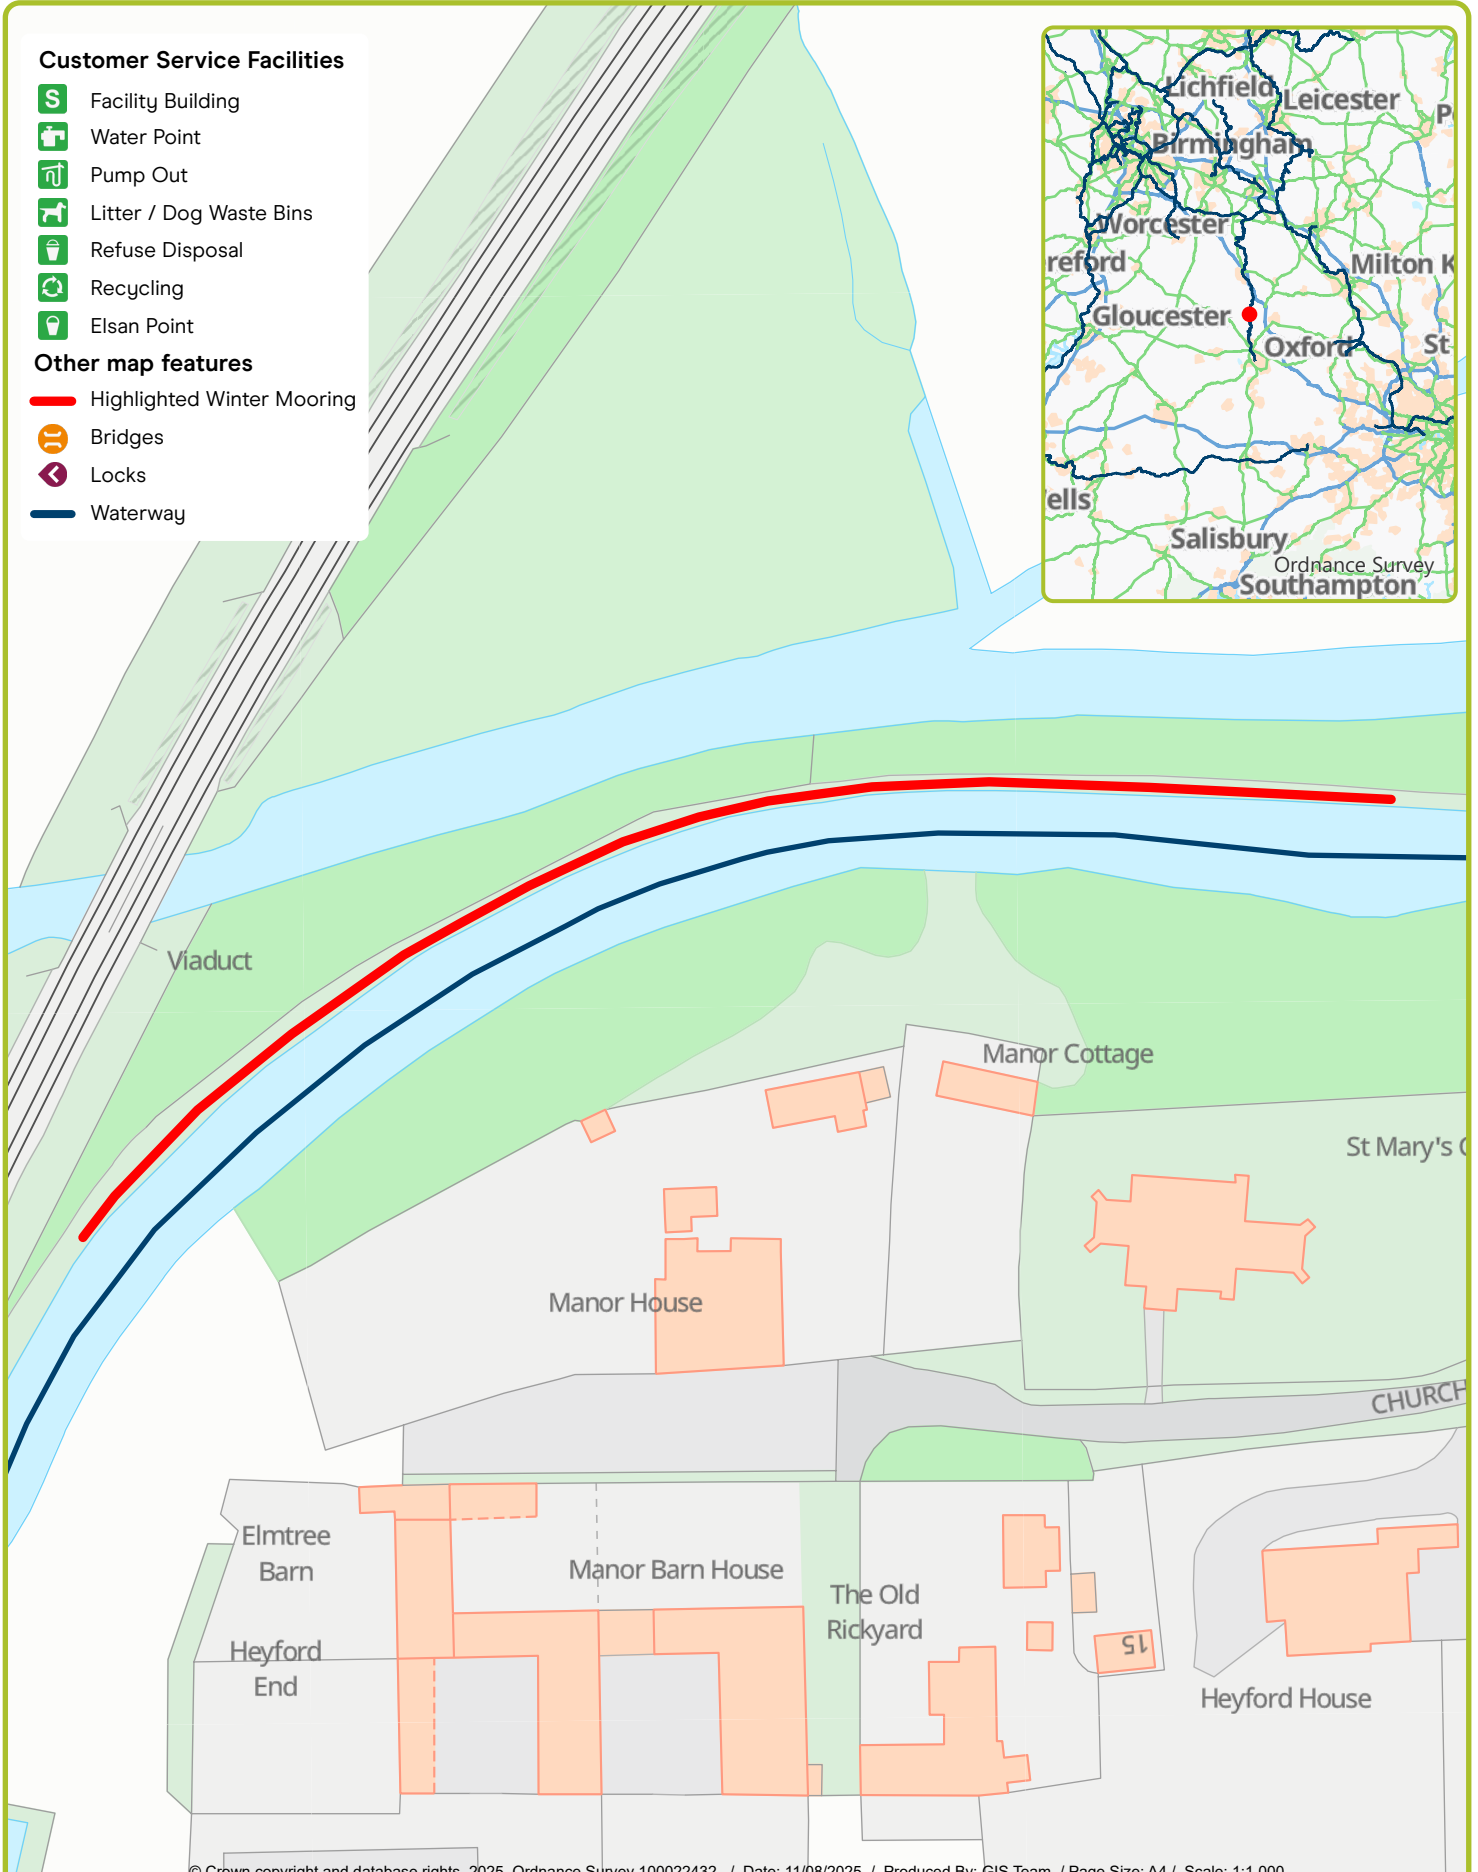 Customer Service Facilities
S Facility Building
Water Point
Pump Out
Litter / Dog Waste Bins
Refuse Disposal
Recycling
Elsan Point
Other map features
Highlighted Winter Mooring
Bridges
Locks
Waterway
Lichfield
Leicester
Birmingham
Worcester
reford
Milton K
Gloucester
Oxford
St
ells
Salisbury
Ordnance Survey
Southampton
Viaduct
Manor Cottage
St Mary's C
Manor House
CHURCH
Elmtree
Barn
Manor Barn House
The Old
Rickyard
15
Heyford
End
Heyford House
© Crown copyright and database rights, 2025, Ordnance Survey 100022432. / Date: 11/08/2025 / Produced By: GIS Team / Page Size: A4 / Scale: 1:1,000